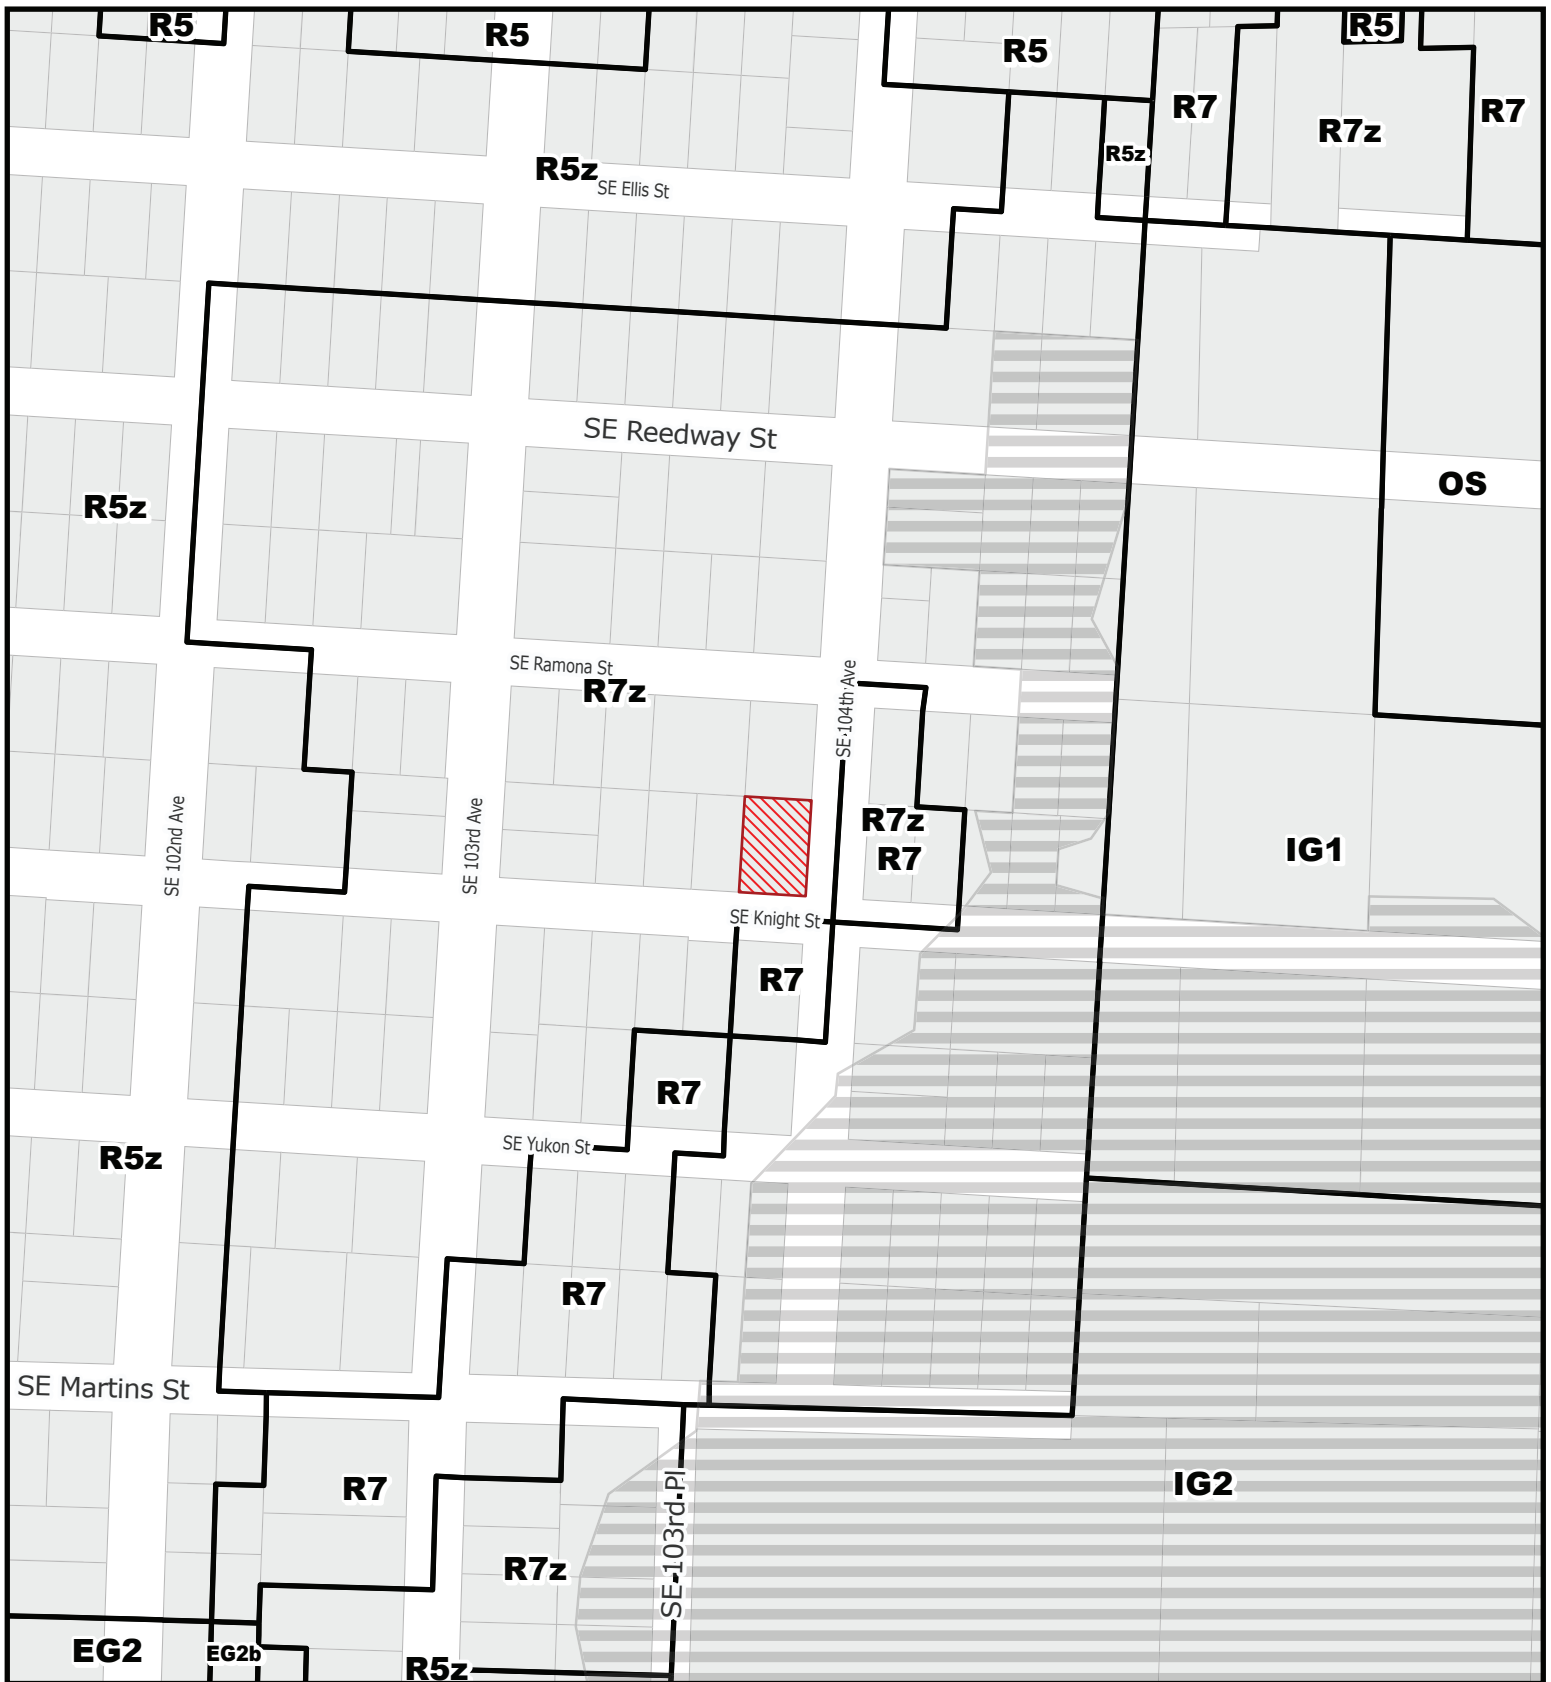 R5
R5
R5
R5
R7
R7z
R7
R5z
R5z
SE Ellis St
SE Reedway St
OS
R5z
SE Ramona St
R7z
SE 104th Ave
SE 102nd Ave
SE 103rd Ave
R7z
R7
IG1
SE Knight St
R7
R7
SE Yukon St
R5z
R7
SE Martins St
R7
IG2
SE 103rd Pl
R7z
EG2
EG2b
R5z